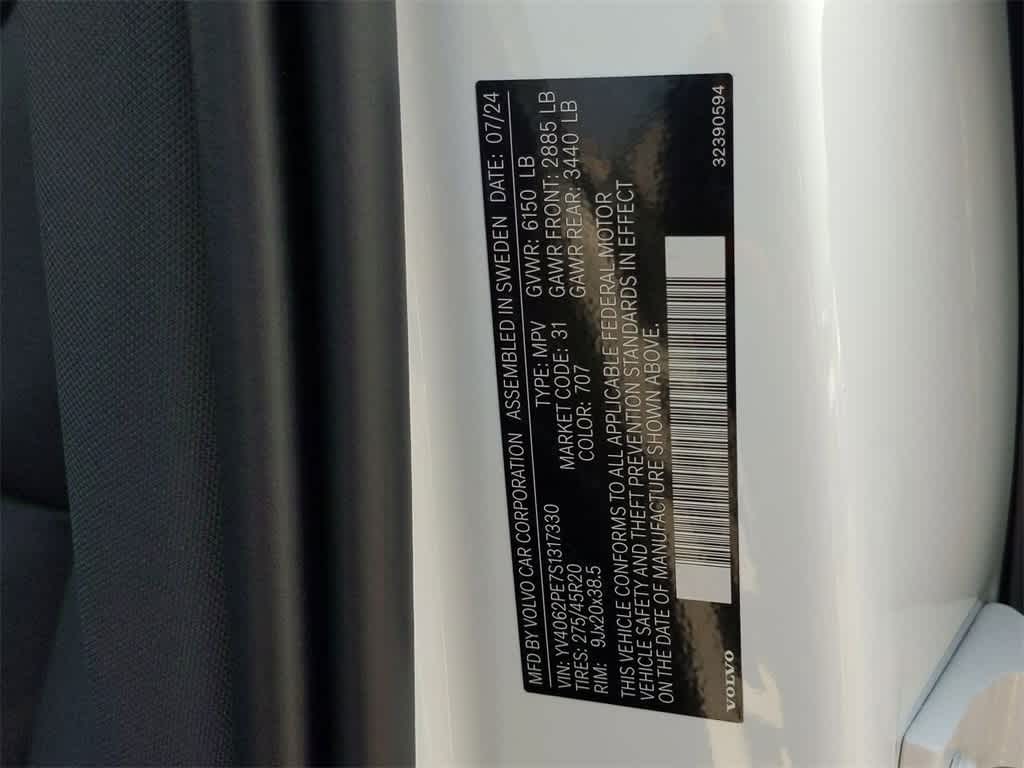 MFD BY VOLVO CAR CORPORATION ASSEMBLED IN SWEDEN DATE: 07/24
VIN: YV4062PE7S1317330 TYPE: MPV GVWR: 6150 LB
TIRES: 275/45R20 MARKET CODE: 31 GAWR FRONT: 2885 LB
RIM: 9Jx20x38.5 COLOR: 707 GAWR REAR: 3440 LB
THIS VEHICLE CONFORMS TO ALL APPLICABLE FEDERAL MOTOR
VEHICLE SAFETY AND THEFT PREVENTION STANDARDS IN EFFECT
ON THE DATE OF MANUFACTURE SHOWN ABOVE.
VOLVO 32390594